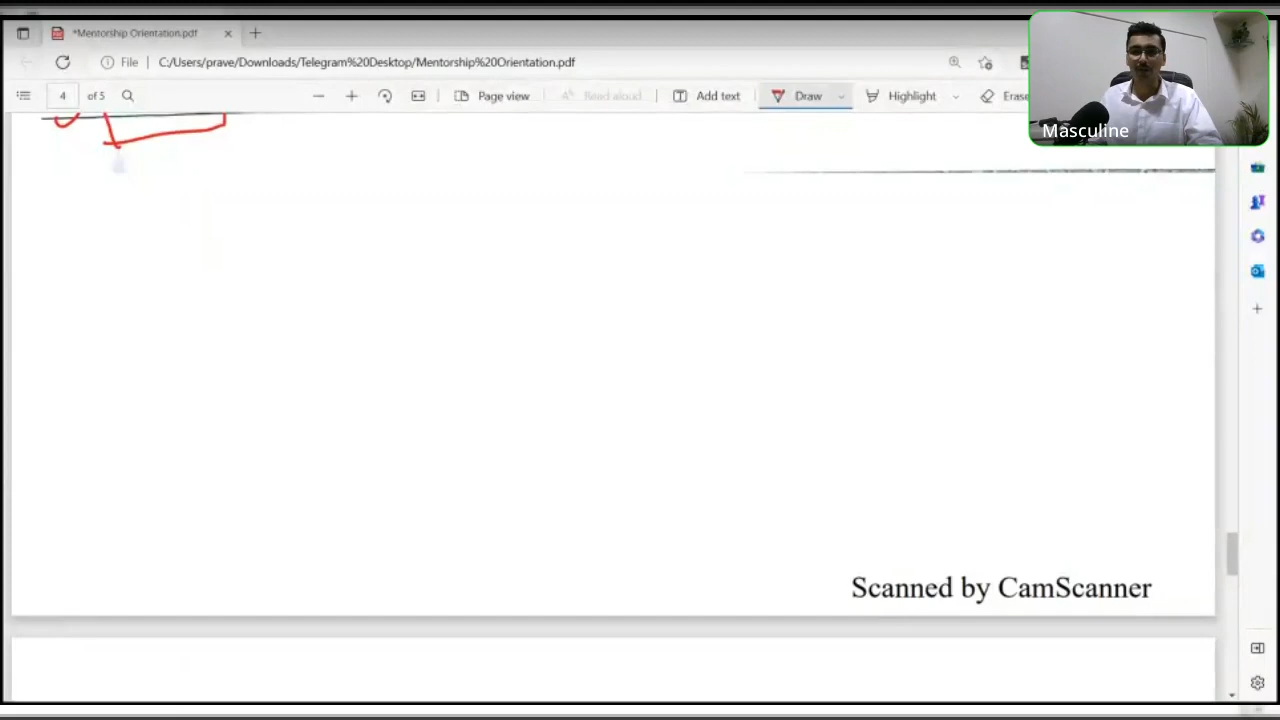 *Mentorship Orientation.pdf
File C:/Users/prave/Downloads/Telegram%20Desktop/Mentorship%20Orientation.pdf
4 of 5 Page view Read aloud Add text Draw Highlight Eras
Masculine
Scanned by CamScanner